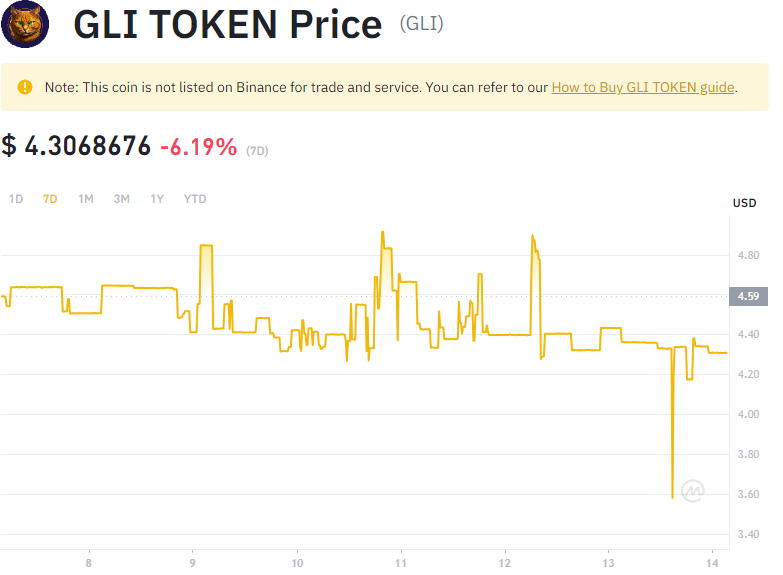 GLI TOKEN Price (GLI)
Note: This coin is not listed on Binance for trade and service. You can refer to our How to Buy GLI TOKEN guide.
$ 4.3068676 -6.19% (7D)
1D 7D 1M 3M 1Y YTD
USD
4.80
4.59
4.40
4.20
4.00
3.80
3.60
3.40
8 9 10 11 12 13 14